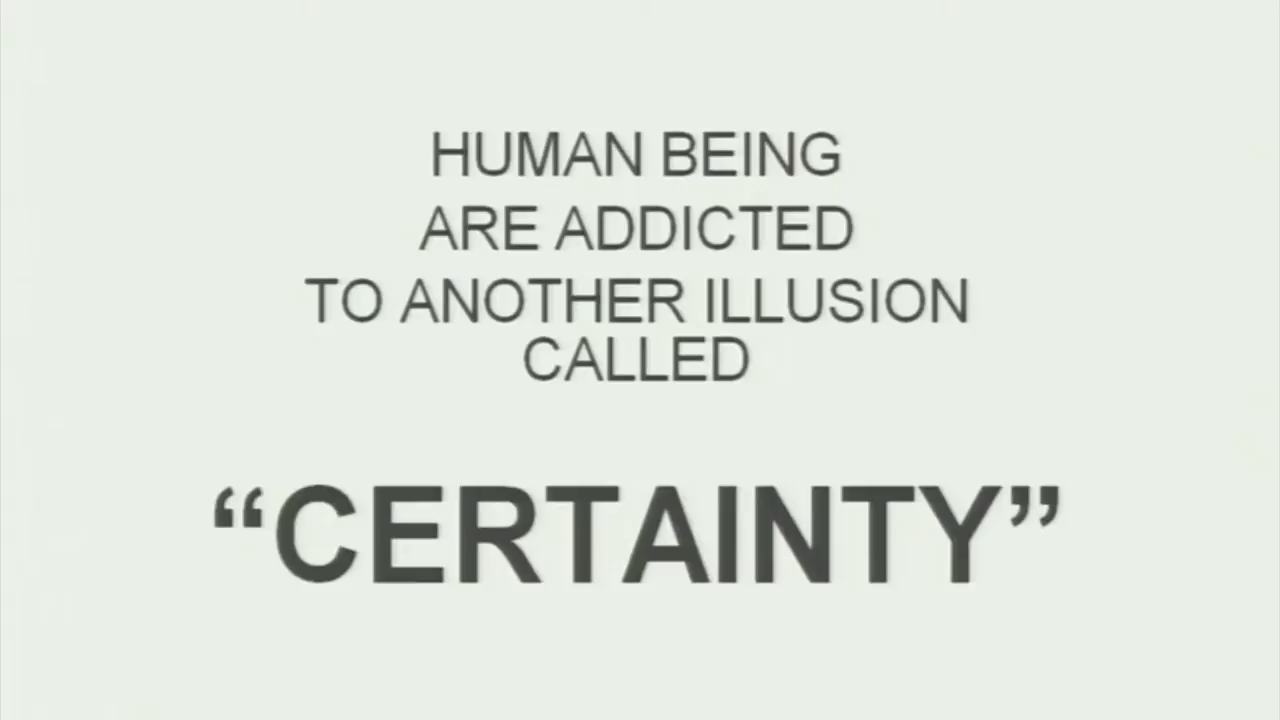 HUMAN BEING
ARE ADDICTED
TO ANOTHER ILLUSION
CALLED
“CERTAINTY”